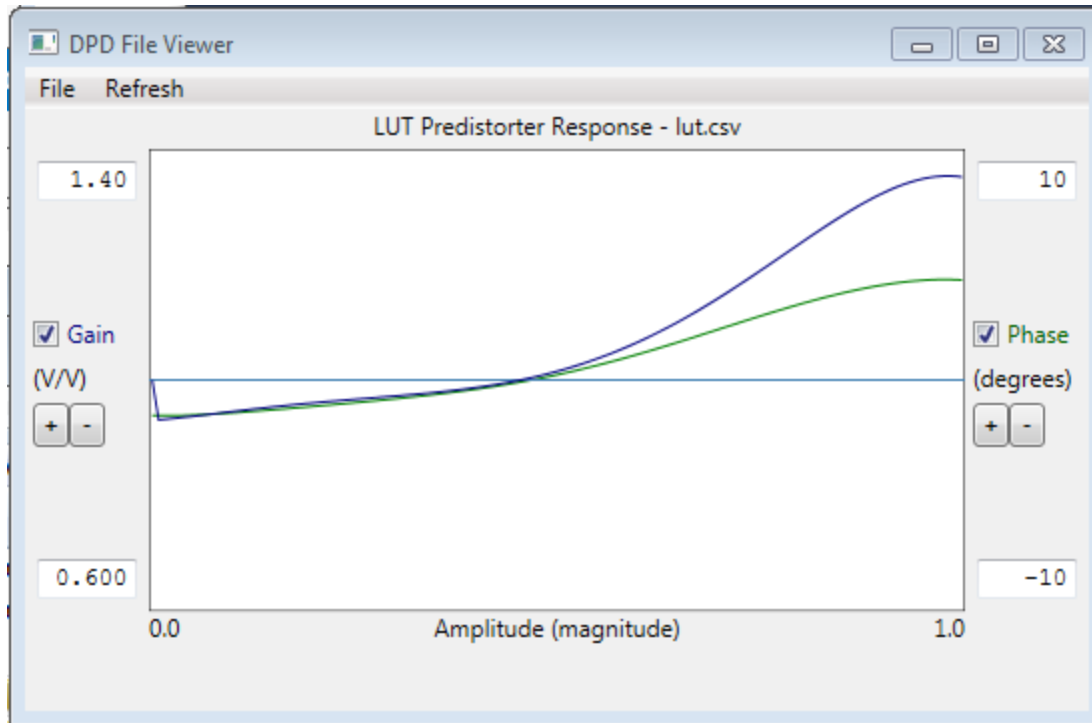 DPD File Viewer
File Refresh
LUT Predistorter Response - lut.csv
1.40
10
Gain
Phase
(V/V)
(degrees)
+ -
+ -
0.600
-10
0.0 Amplitude (magnitude) 1.0